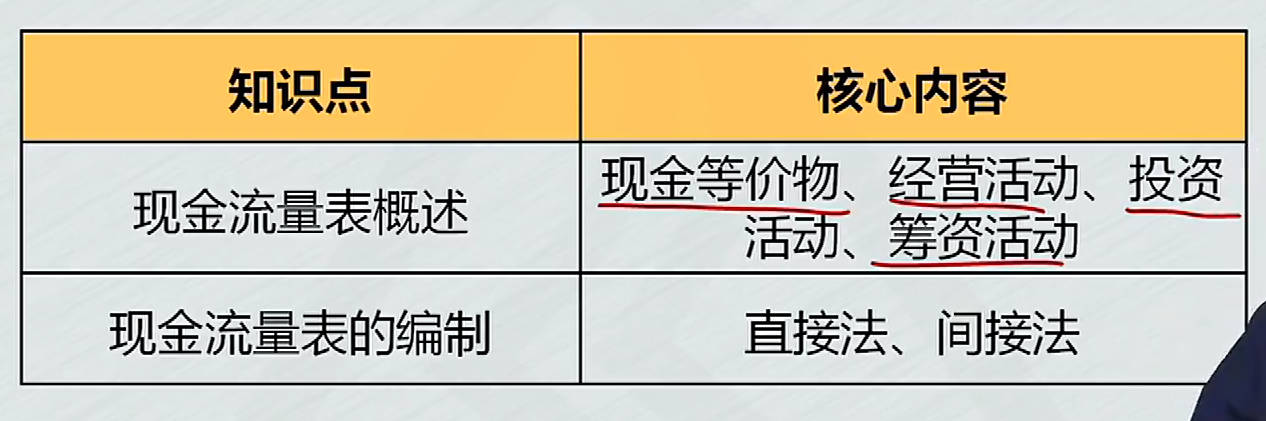 知识点
核心内容
现金流量表概述
现金等价物、经营活动、投资
活动、筹资活动
现金流量表的编制
直接法、间接法